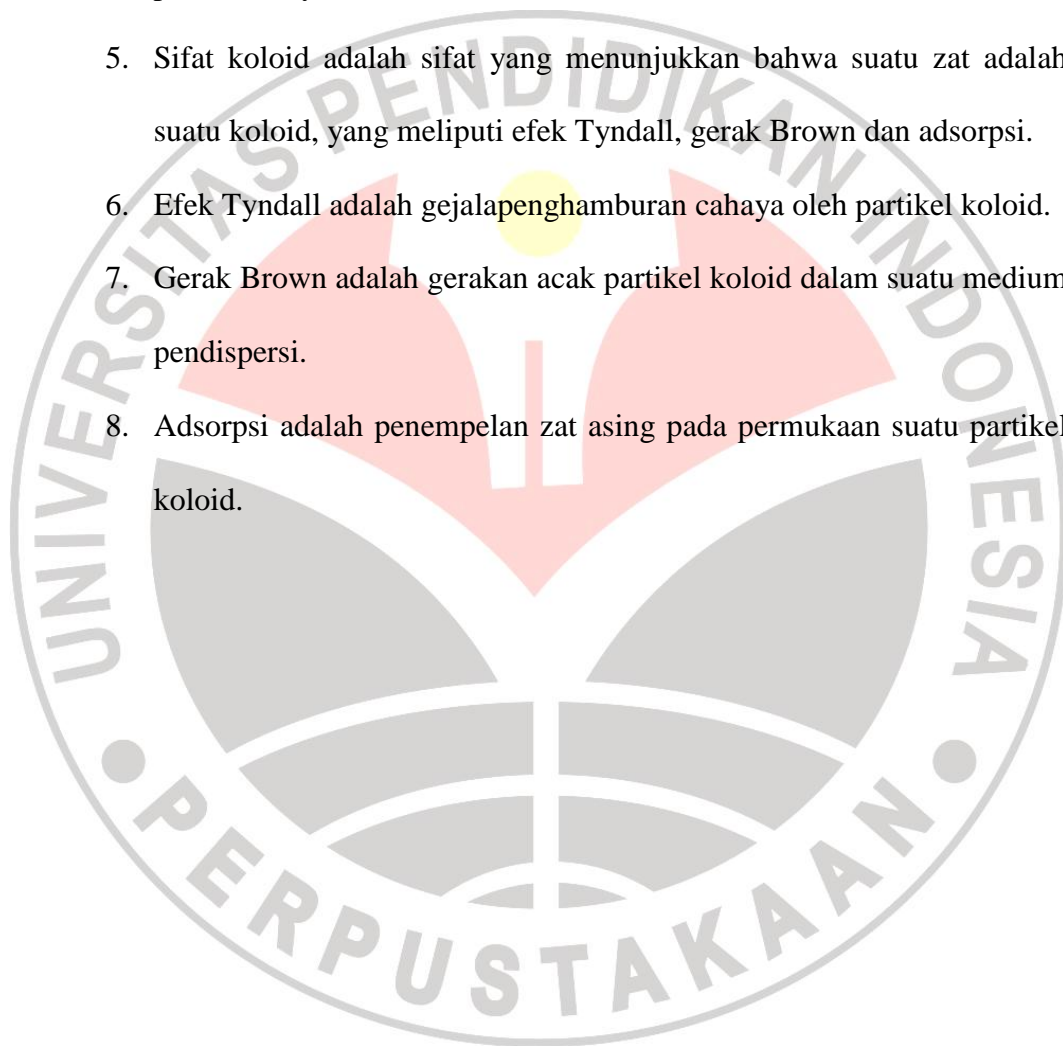 5. Sifat koloid adalah sifat yang menunjukkan bahwa suatu zat adalah
suatu koloid, yang meliputi efek Tyndall, gerak Brown dan adsorpsi.
6. Efek Tyndall adalah gejalapenghamburan cahaya oleh partikel koloid.
7. Gerak Brown adalah gerakan acak partikel koloid dalam suatu medium
pendispersi.
8. Adsorpsi adalah penempelan zat asing pada permukaan suatu partikel
koloid.
UNIVERSITAS PENDIDIKAN INDONESIA
PERPUSTAKAAN